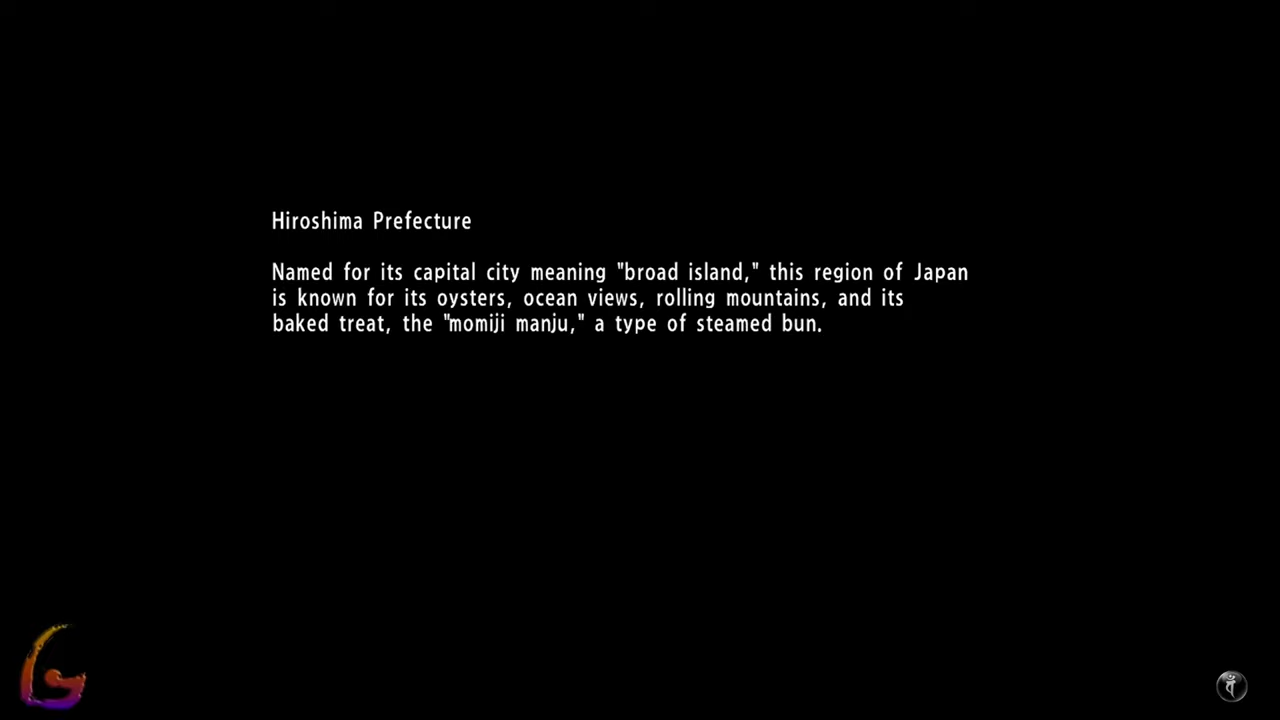 Hiroshima Prefecture
Named for its capital city meaning "broad island," this region of Japan
is known for its oysters, ocean views, rolling mountains, and its
baked treat, the "momiji manju," a type of steamed bun.